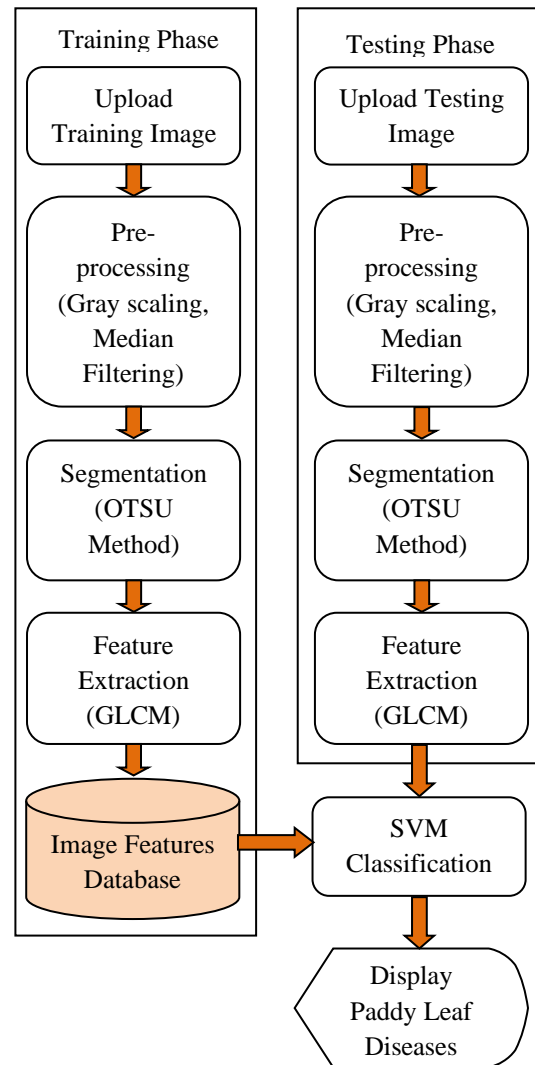 Training Phase
Upload
Training Image
Pre-
processing
(Gray scaling,
Median
Filtering)
Segmentation
(OTSU
Method)
Feature
Extraction
(GLCM)
Image Features
Database
Testing Phase
Upload Testing
Image
Pre-
processing
(Gray scaling,
Median
Filtering)
Segmentation
(OTSU
Method)
Feature
Extraction
(GLCM)
SVM
Classification
Display
Paddy Leaf
Diseases